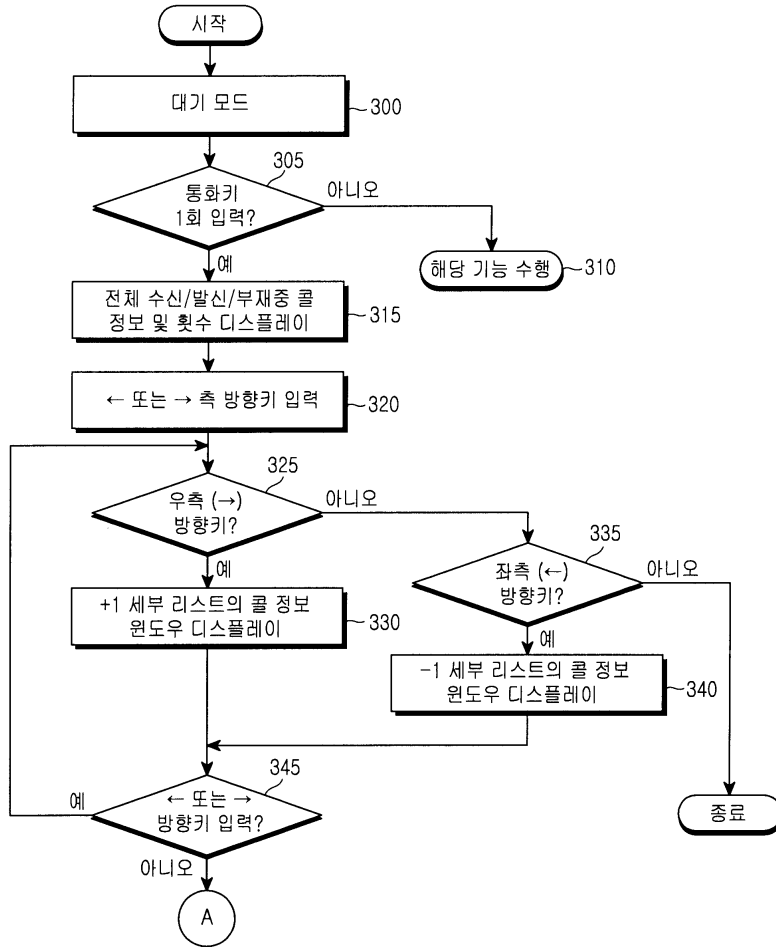 시작
대기 모드
300
305
통화키
1회 입력?
아니오
예
해당 기능 수행
310
전체 수신/발신/부재중 콜
정보 및 횟수 디스플레이
315
← 또는 → 측 방향키 입력
320
325
우측 (→)
방향키?
아니오
예
335
좌측 (←)
방향키?
아니오
예
+1 세부 리스트의 콜 정보
윈도우 디스플레이
330
-1 세부 리스트의 콜 정보
윈도우 디스플레이
340
345
← 또는 →
방향키 입력?
예
아니오
종료
A